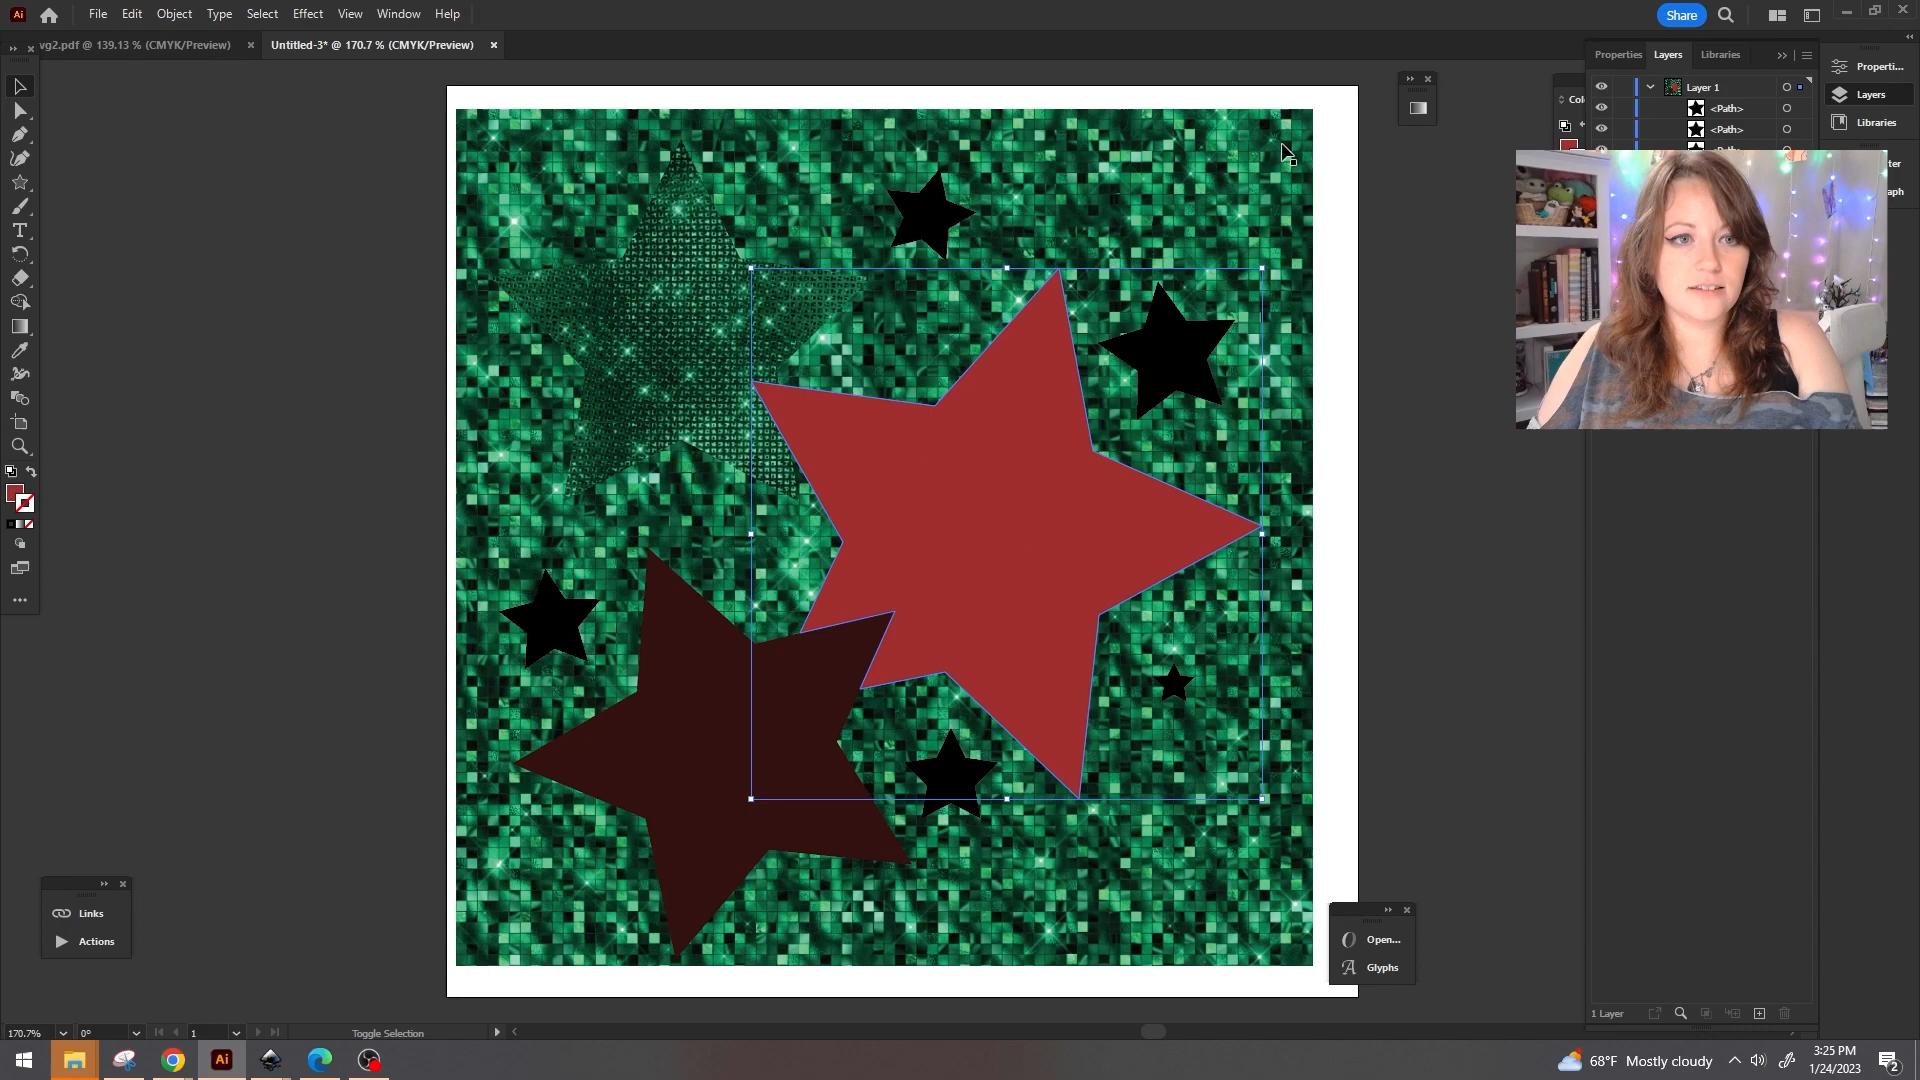 Ai File Edit Object Type Select Effect View Window Help Share
vg2.pdf @ 139.13 % (CMYK/Preview) Untitled-3* @ 170.7 % (CMYK/Preview)
Properties Layers Libraries
Layer 1
<Path>
<Path>
Properti...
Layers
Libraries
Links
Actions
Open...
Glyphs
1 Layer
170.7% 0° 1 Toggle Selection
Ai 68°F Mostly cloudy 3:25 PM
1/24/2023 2